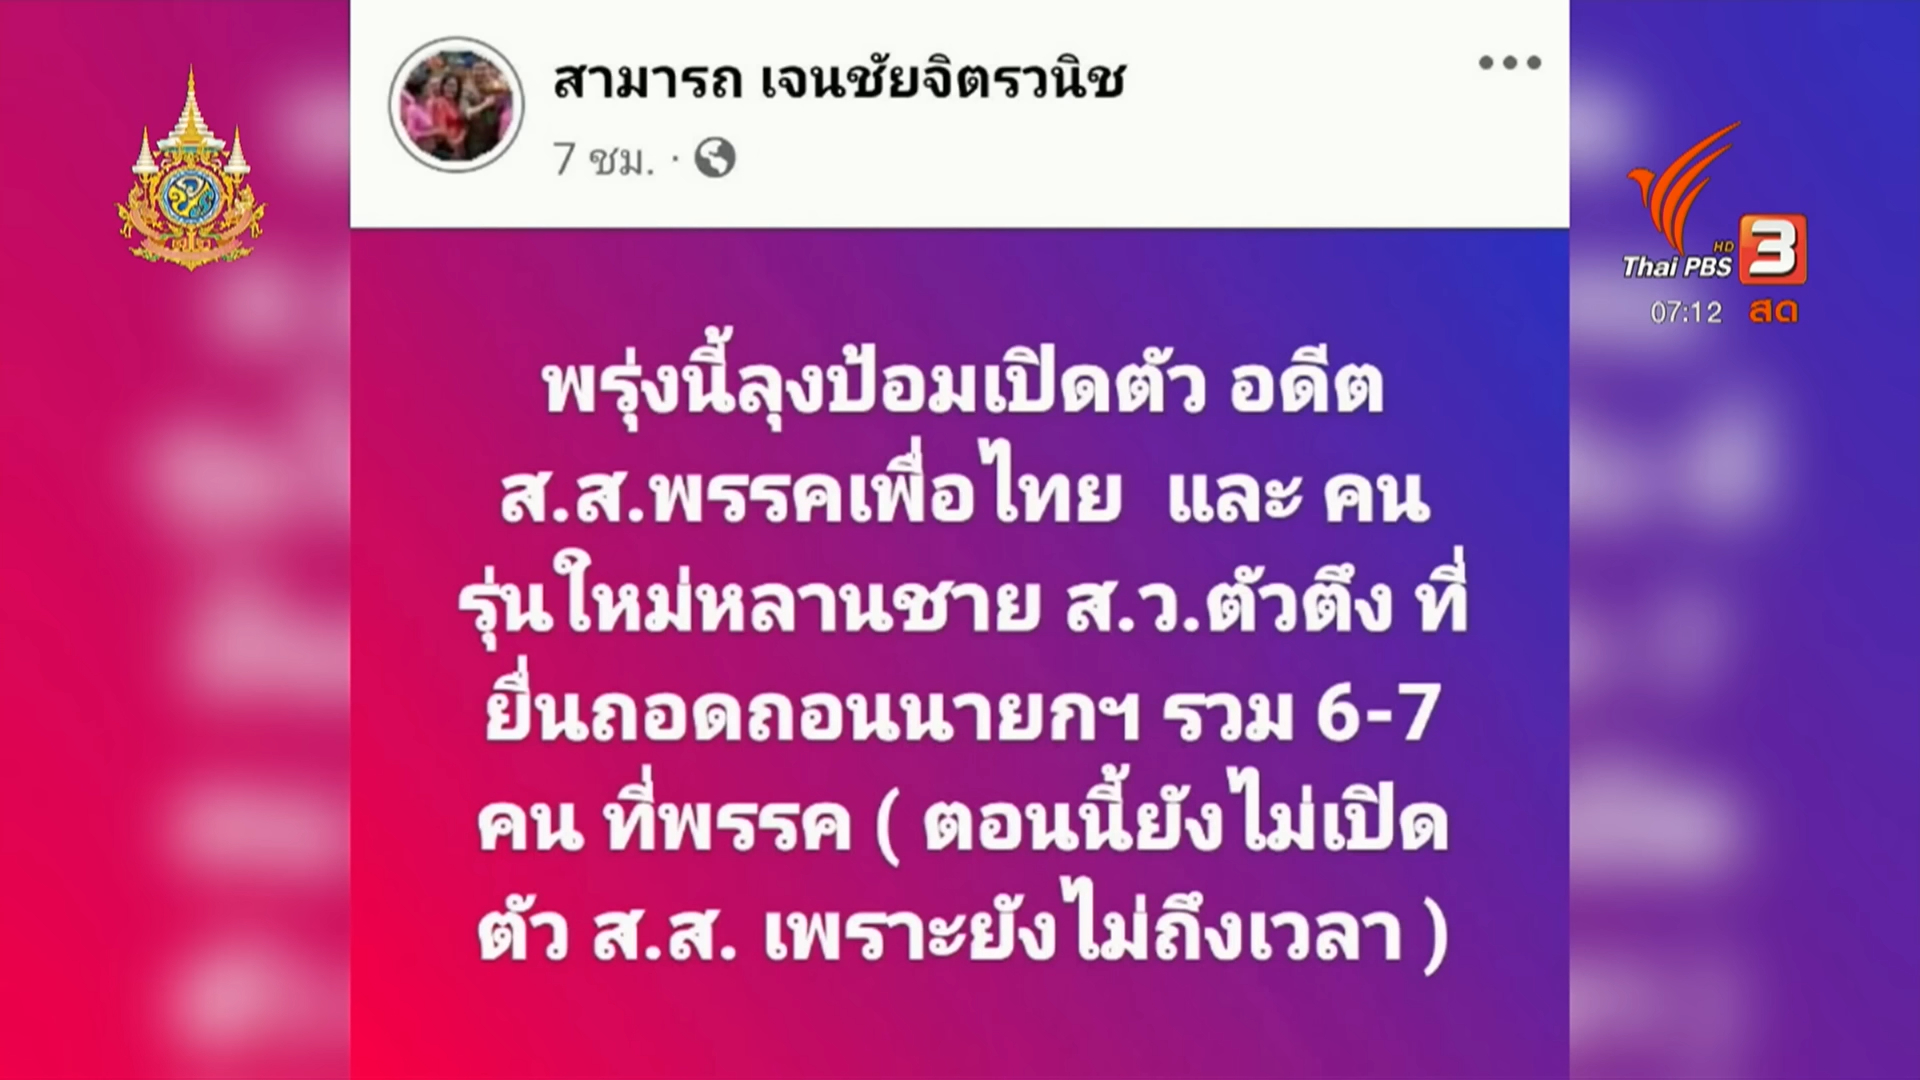 สามารถ เจนชัยจิตรวนิช
7 ชม. ·
HD
Thai PBS 3
07:12 สด
พรุ่งนี้ลุงป้อมเปิดตัว อดีต
ส.ส.พรรคเพื่อไทย และ คน
รุ่นใหม่หลานชาย ส.ว.ตัวตึง ที่
ยื่นถอดถอนนายกฯ รวม 6-7
คน ที่พรรค ( ตอนนี้ยังไม่เปิด
ตัว ส.ส. เพราะยังไม่ถึงเวลา )